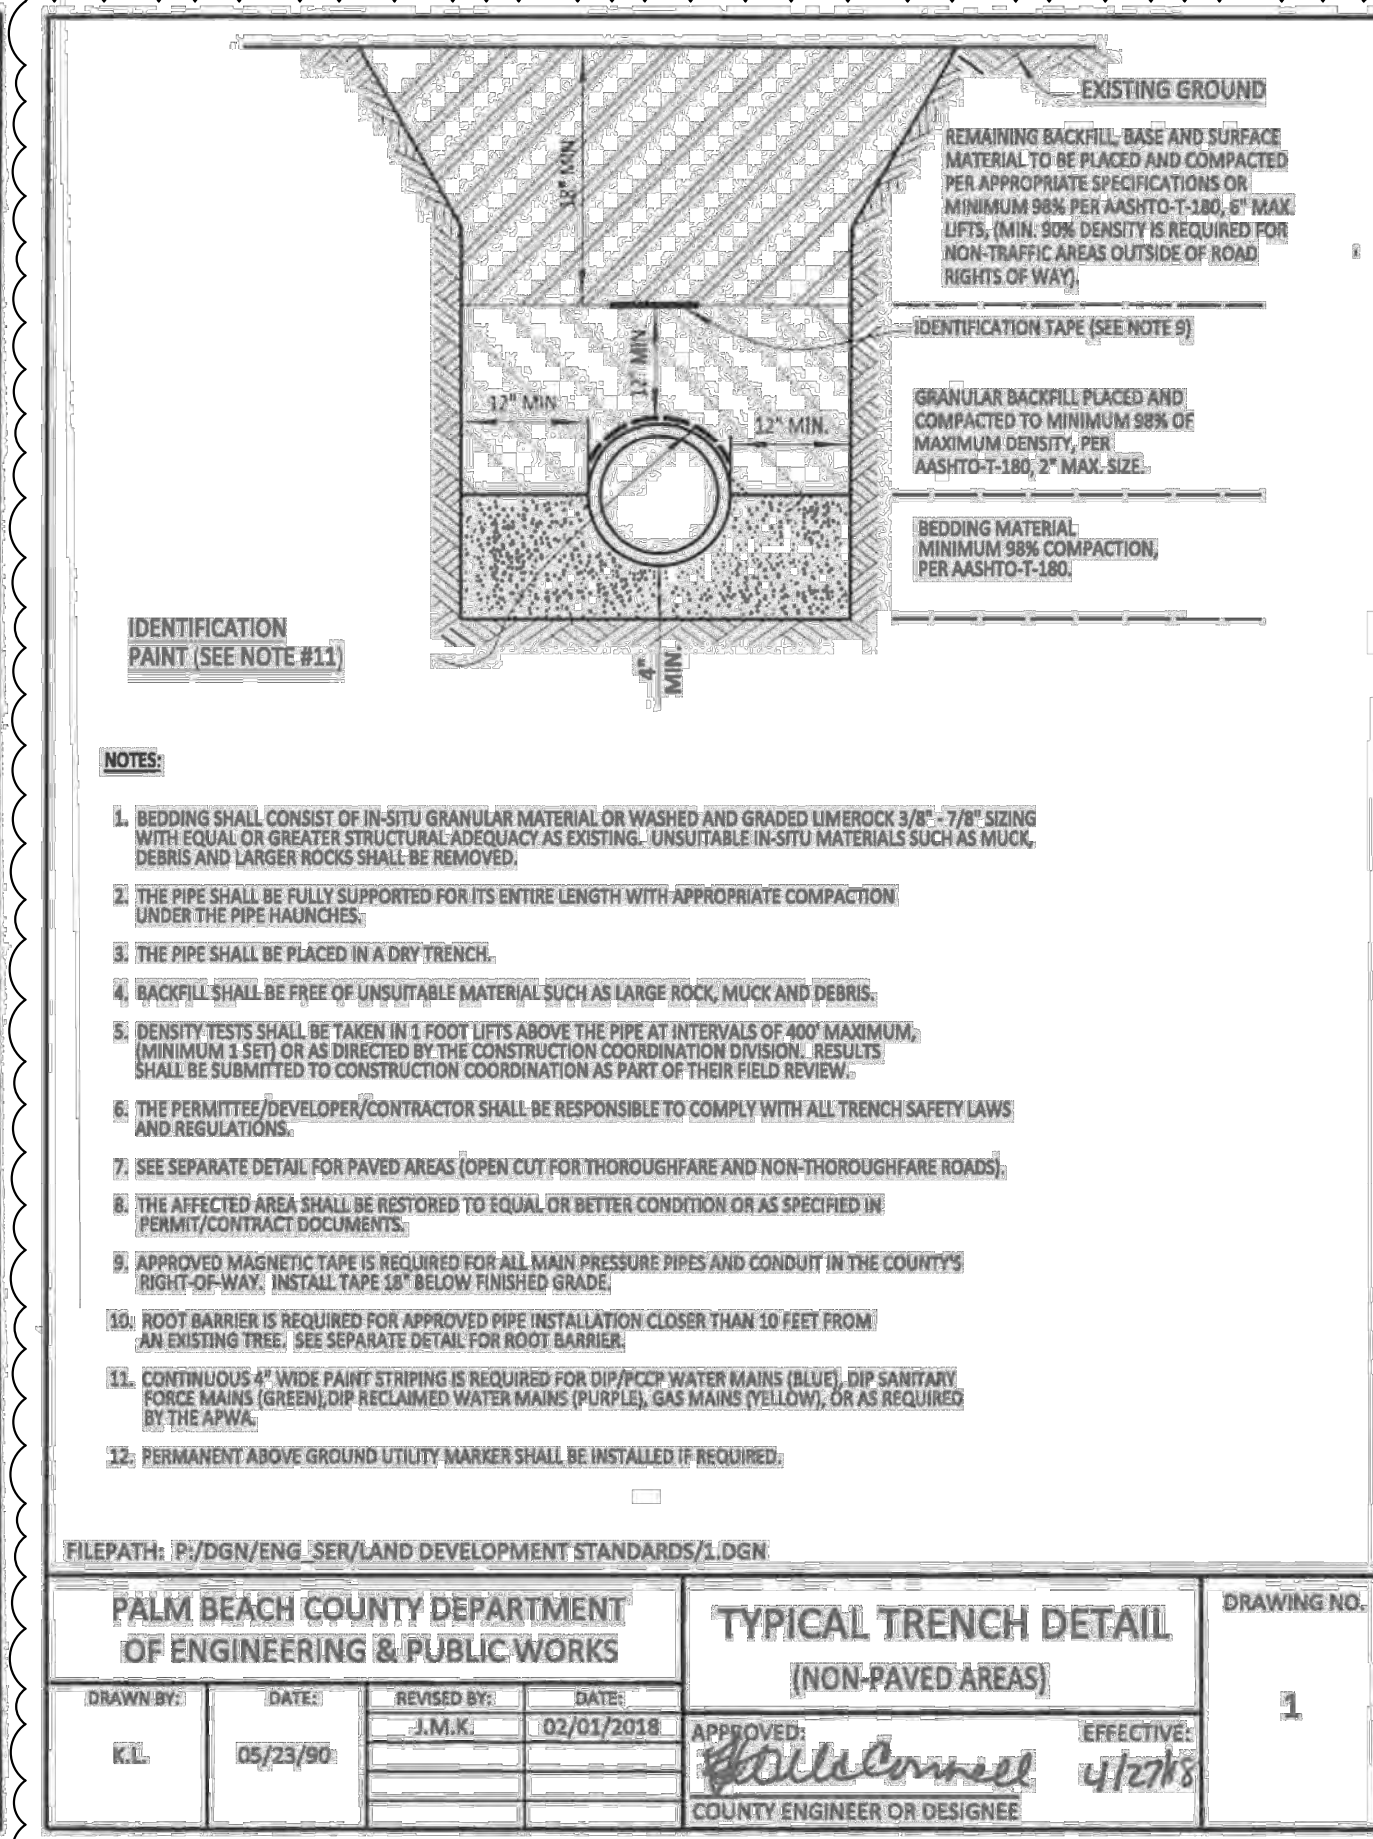 EXISTING GROUND
REMAINING BACKFILL, BASE AND SURFACE
MATERIAL TO BE PLACED AND COMPACTED
PER APPROPRIATE SPECIFICATIONS OR
MINIMUM 98% PER AASHTO-T-180, 6" MAX.
LIFTS, (MIN. 90% DENSITY IS REQUIRED FOR
NON-TRAFFIC AREAS OUTSIDE OF ROAD
RIGHTS OF WAY).
18" MIN
IDENTIFICATION TAPE (SEE NOTE 9)
12" MIN
12" MIN
12" MIN.
GRANULAR BACKFILL PLACED AND
COMPACTED TO MINIMUM 98% OF
MAXIMUM DENSITY, PER
AASHTO-T-180, 2" MAX. SIZE.
BEDDING MATERIAL
MINIMUM 98% COMPACTION,
PER AASHTO-T-180.
IDENTIFICATION
PAINT (SEE NOTE #11)
4"
MIN.
NOTES:
1. BEDDING SHALL CONSIST OF IN-SITU GRANULAR MATERIAL OR WASHED AND GRADED LIMEROCK 3/8" - 7/8" SIZING
WITH EQUAL OR GREATER STRUCTURAL ADEQUACY AS EXISTING. UNSUITABLE IN-SITU MATERIALS SUCH AS MUCK,
DEBRIS AND LARGER ROCKS SHALL BE REMOVED.
2. THE PIPE SHALL BE FULLY SUPPORTED FOR ITS ENTIRE LENGTH WITH APPROPRIATE COMPACTION
UNDER THE PIPE HAUNCHES.
3. THE PIPE SHALL BE PLACED IN A DRY TRENCH.
4. BACKFILL SHALL BE FREE OF UNSUITABLE MATERIAL SUCH AS LARGE ROCK, MUCK AND DEBRIS.
5. DENSITY TESTS SHALL BE TAKEN IN 1 FOOT LIFTS ABOVE THE PIPE AT INTERVALS OF 400' MAXIMUM,
(MINIMUM 1 SET) OR AS DIRECTED BY THE CONSTRUCTION COORDINATION DIVISION. RESULTS
SHALL BE SUBMITTED TO CONSTRUCTION COORDINATION AS PART OF THEIR FIELD REVIEW.
6. THE PERMITTEE/DEVELOPER/CONTRACTOR SHALL BE RESPONSIBLE TO COMPLY WITH ALL TRENCH SAFETY LAWS
AND REGULATIONS.
7. SEE SEPARATE DETAIL FOR PAVED AREAS (OPEN CUT FOR THOROUGHFARE AND NON-THOROUGHFARE ROADS).
8. THE AFFECTED AREA SHALL BE RESTORED TO EQUAL OR BETTER CONDITION OR AS SPECIFIED IN
PERMIT/CONTRACT DOCUMENTS.
9. APPROVED MAGNETIC TAPE IS REQUIRED FOR ALL MAIN PRESSURE PIPES AND CONDUIT IN THE COUNTY'S
RIGHT-OF-WAY. INSTALL TAPE 18" BELOW FINISHED GRADE.
10. ROOT BARRIER IS REQUIRED FOR APPROVED PIPE INSTALLATION CLOSER THAN 10 FEET FROM
AN EXISTING TREE. SEE SEPARATE DETAIL FOR ROOT BARRIER.
11. CONTINUOUS 4" WIDE PAINT STRIPING IS REQUIRED FOR DIP/PCCP WATER MAINS (BLUE), DIP SANITARY
FORCE MAINS (GREEN),DIP RECLAIMED WATER MAINS (PURPLE), GAS MAINS (YELLOW), OR AS REQUIRED
BY THE APWA.
12. PERMANENT ABOVE GROUND UTILITY MARKER SHALL BE INSTALLED IF REQUIRED.
FILEPATH: P:/DGN/ENG_SER/LAND DEVELOPMENT STANDARDS/1.DGN
PALM BEACH COUNTY DEPARTMENT
OF ENGINEERING & PUBLIC WORKS
TYPICAL TRENCH DETAIL
(NON-PAVED AREAS)
DRAWING NO.
1
DRAWN BY:
K.L.
DATE:
05/23/90
REVISED BY:
J.M.K.
DATE:
02/01/2018
APPROVED:
EFFECTIVE:
4/27/18
COUNTY ENGINEER OR DESIGNEE